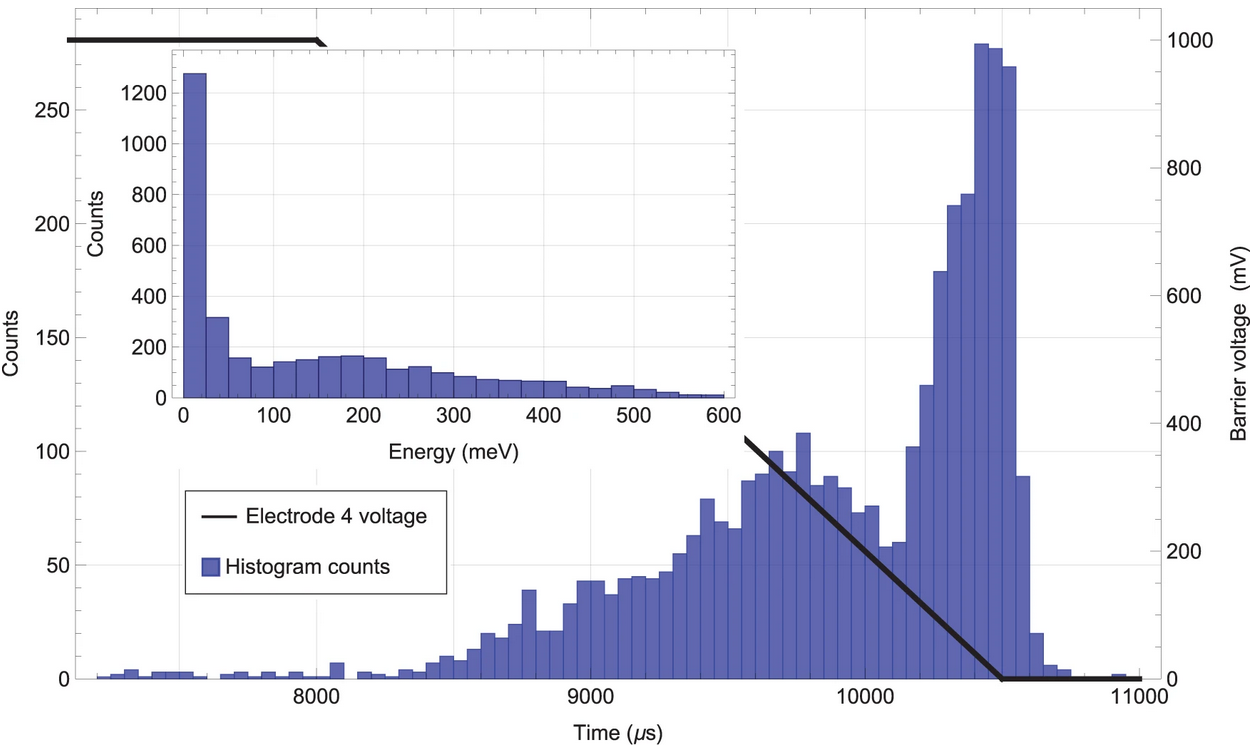 1000
1200
250
1000
800
800
200
Counts
600
Counts
150
400
600
Barrier voltage (mV)
200
0
0 100 200 300 400 500 600
400
Energy (meV)
100
Electrode 4 voltage
200
50
Histogram counts
0
0
8000 9000 10000 11000
Time (µs)